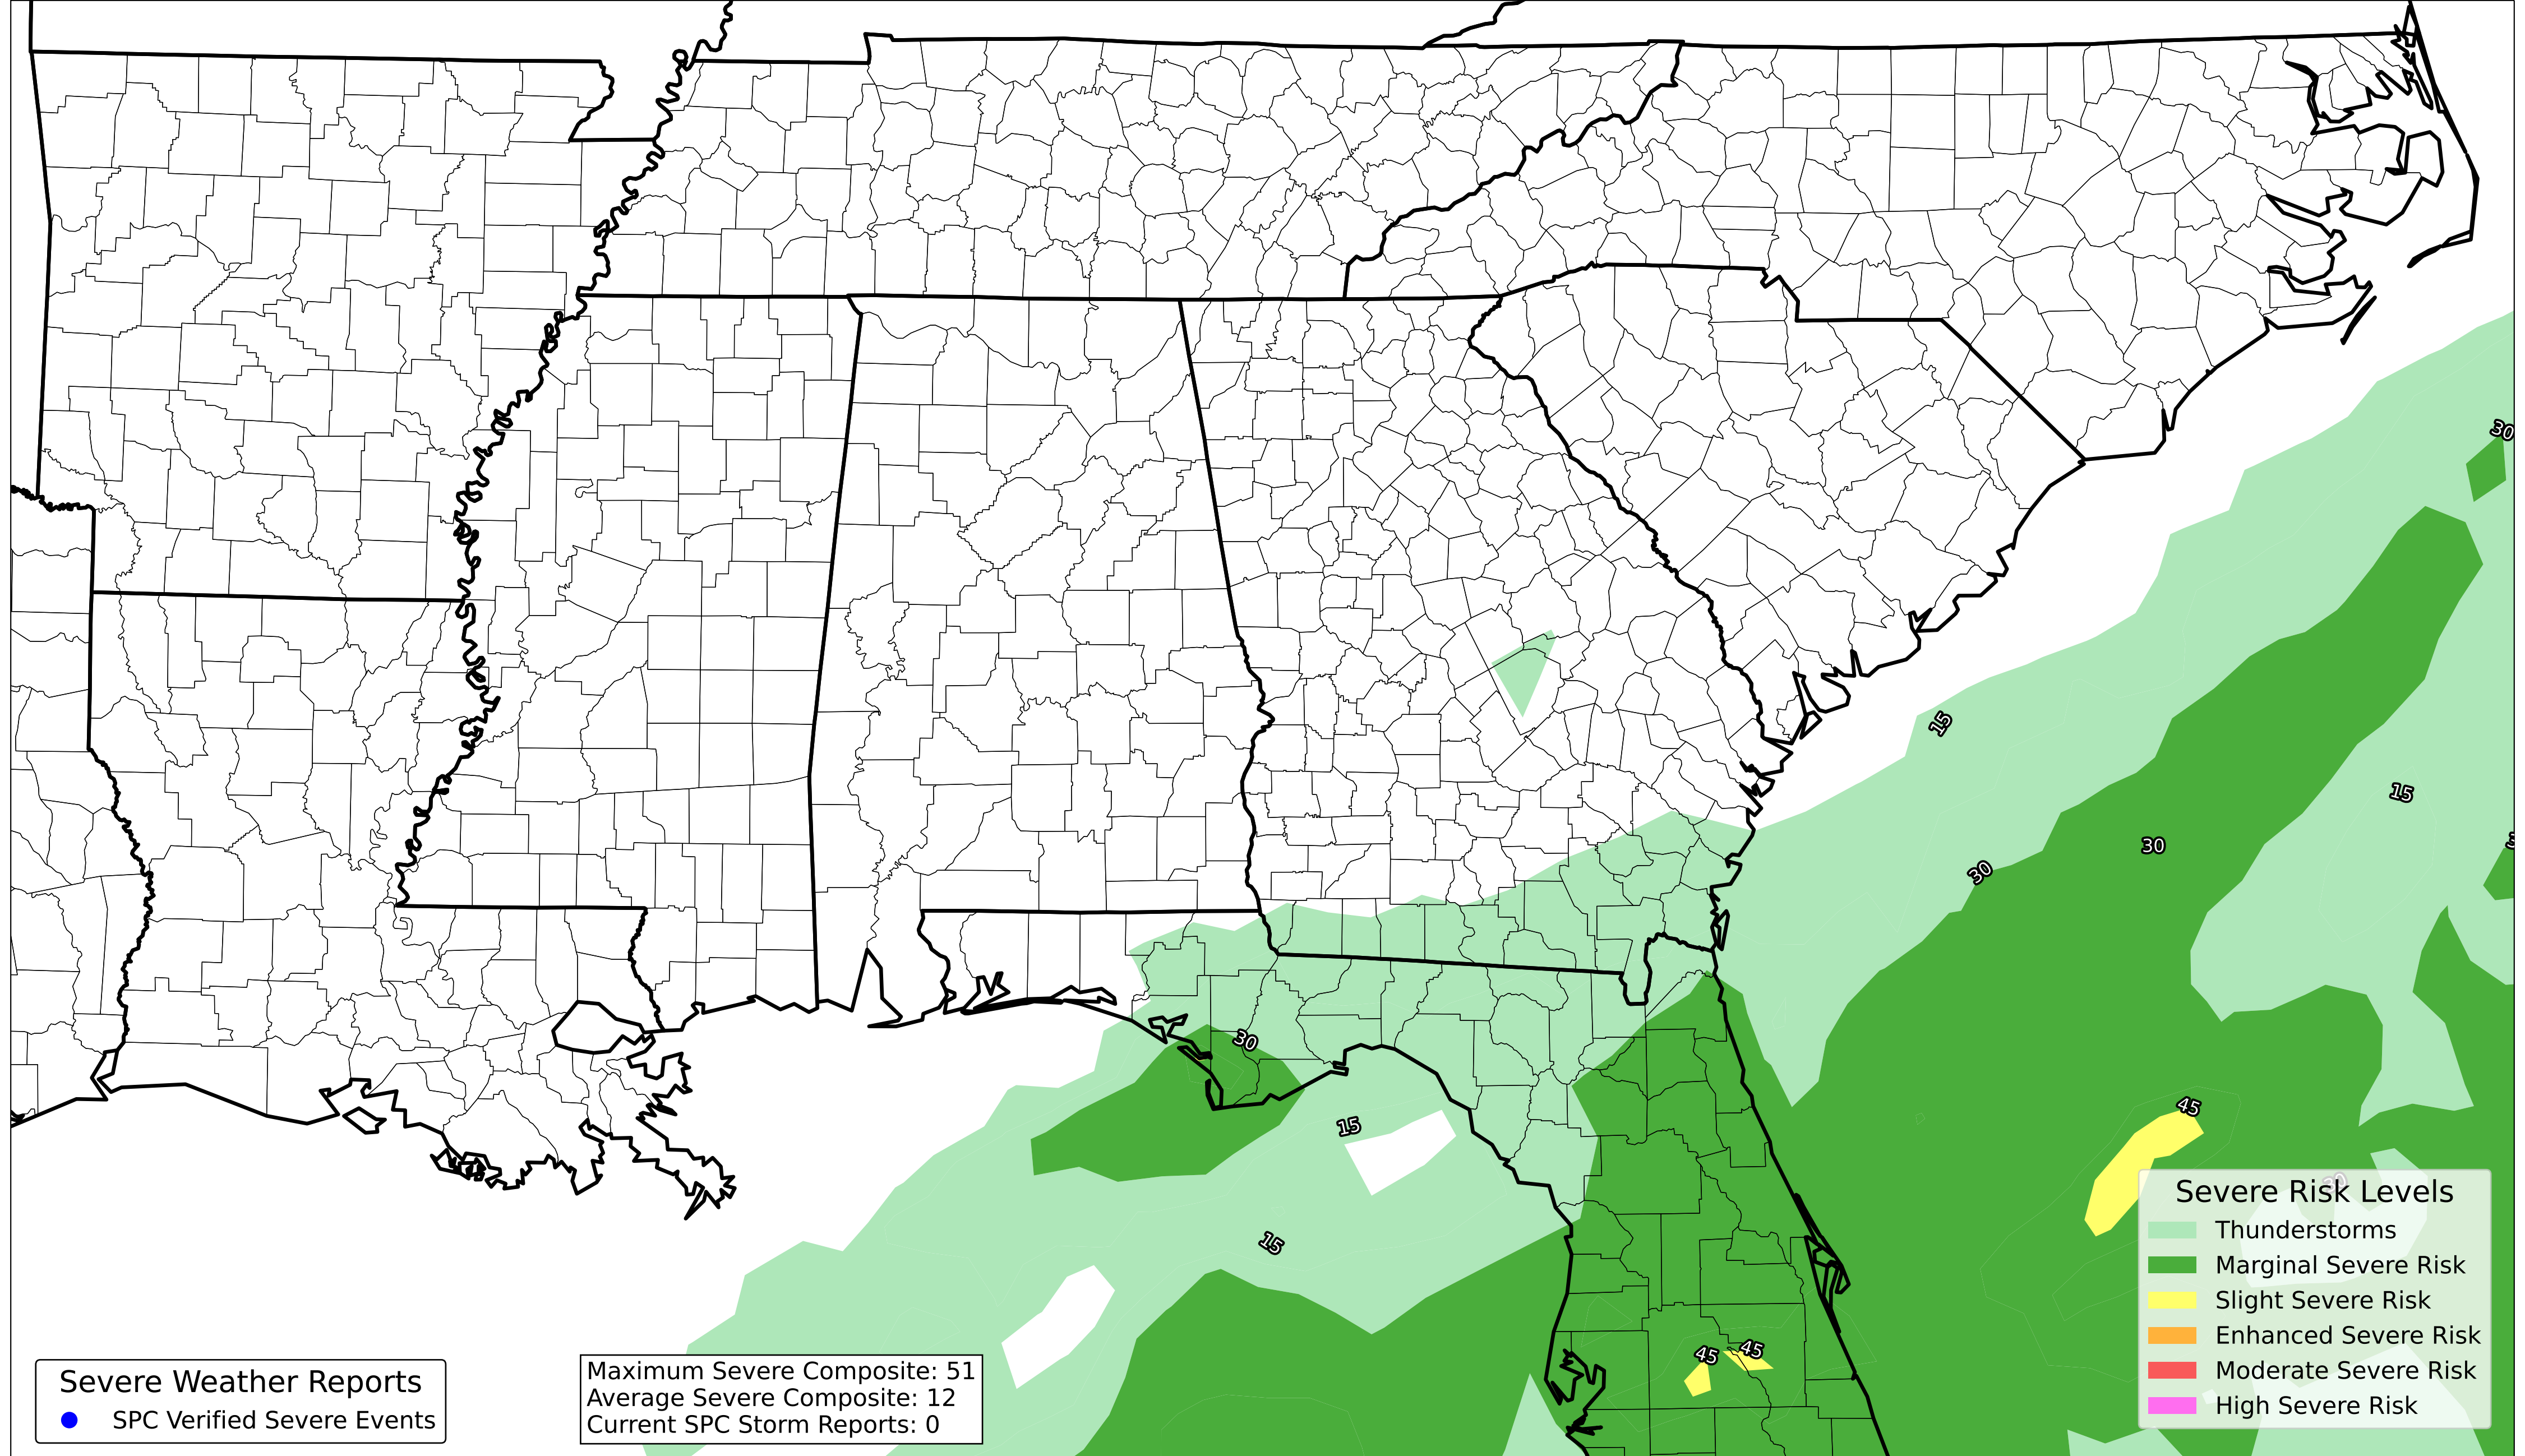 30
15
15
30
30
30
15
45
15
45
45
Severe Risk Levels
Thunderstorms
Marginal Severe Risk
Slight Severe Risk
Enhanced Severe Risk
Moderate Severe Risk
High Severe Risk
Severe Weather Reports
SPC Verified Severe Events
Maximum Severe Composite: 51
Average Severe Composite: 12
Current SPC Storm Reports: 0